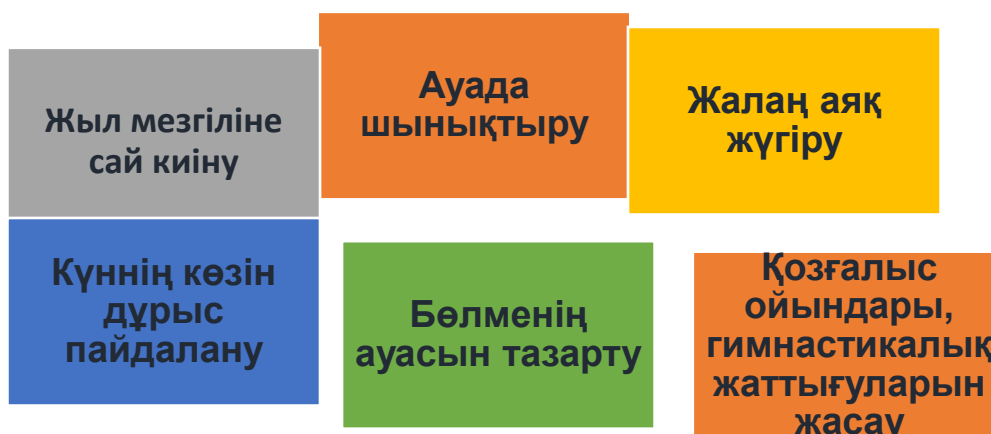 Жыл мезгіліне
сай киіну
Ауада
шынықтыру
Жалаң аяқ
жүгіру
Күннің көзін
дұрыс
пайдалану
Бөлменің
ауасын тазарту
Қозғалыс
ойындары,
гимнастикалық
жаттығуларын
жасау